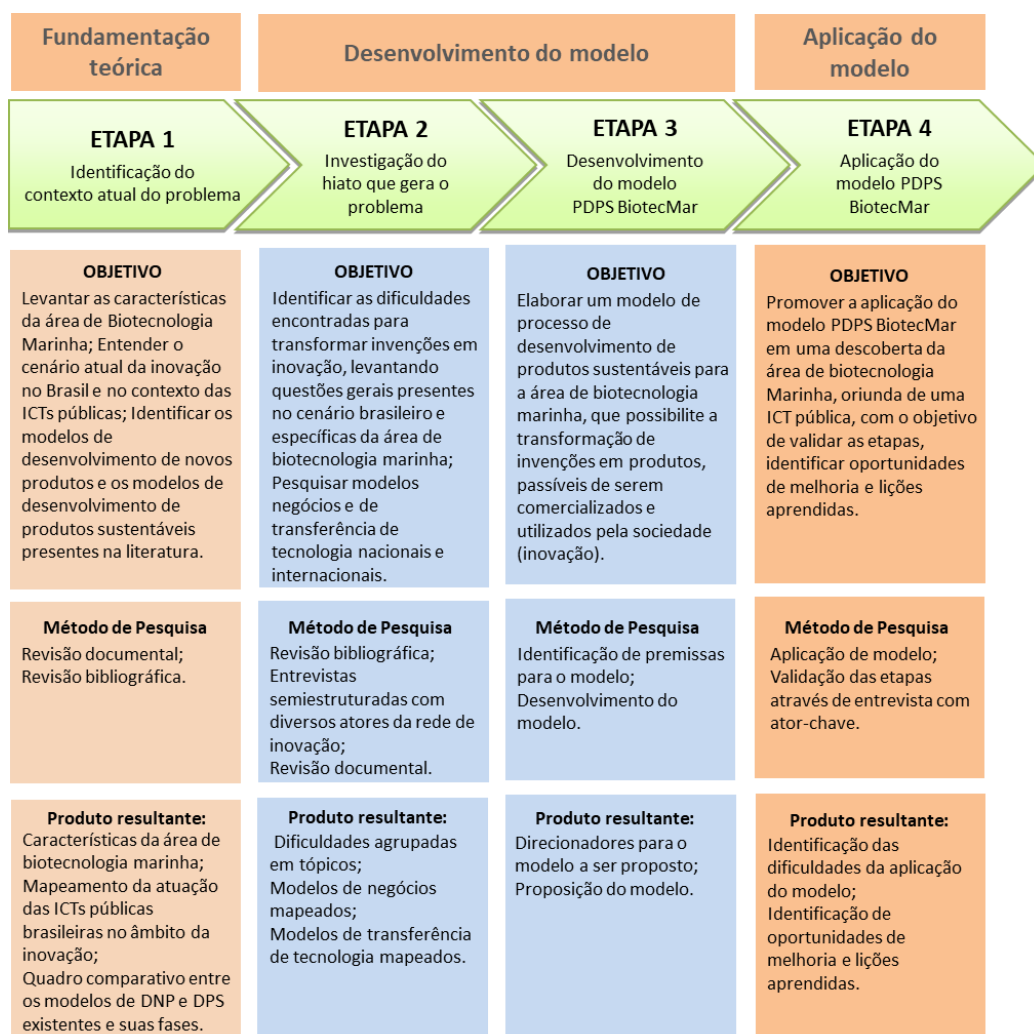 Fundamentação
teórica
Desenvolvimento do modelo
Aplicação do
modelo
ETAPA 1
Identificação do
contexto atual do problema
ETAPA 2
Investigação do
hiato que gera o
problema
ETAPA 3
Desenvolvimento
do modelo
PDPS BiotecMar
ETAPA 4
Aplicação do
modelo PDPS
BiotecMar
OBJETIVO
Levantar as características
da área de Biotecnologia
Marinha; Entender o
cenário atual da inovação
no Brasil e no contexto das
ICTs públicas; Identificar os
modelos de
desenvolvimento de novos
produtos e os modelos de
desenvolvimento de
produtos sustentáveis
presentes na literatura.
OBJETIVO
Identificar as dificuldades
encontradas para
transformar invenções em
inovação, levantando
questões gerais presentes
no cenário brasileiro e
específicas da área de
biotecnologia marinha;
Pesquisar modelos
negócios e de
transferência de
tecnologia nacionais e
internacionais.
OBJETIVO
Elaborar um modelo de
processo de
desenvolvimento de
produtos sustentáveis para
a área de biotecnologia
marinha, que possibilite a
transformação de
invenções em produtos,
passíveis de serem
comercializados e
utilizados pela sociedade
(inovação).
OBJETIVO
Promover a aplicação do
modelo PDPS BiotecMar
em uma descoberta da
área de biotecnologia
Marinha, oriunda de uma
ICT pública, com o objetivo
de validar as etapas,
identificar oportunidades
de melhoria e lições
aprendidas.
Método de Pesquisa
Revisão documental;
Revisão bibliográfica.
Método de Pesquisa
Revisão bibliográfica;
Entrevistas
semiestruturadas com
diversos atores da rede de
inovação;
Revisão documental.
Método de Pesquisa
Identificação de premissas
para o modelo;
Desenvolvimento do
modelo.
Método de Pesquisa
Aplicação de modelo;
Validação das etapas
através de entrevista com
ator-chave.
Produto resultante:
Características da área de
biotecnologia marinha;
Mapeamento da atuação
das ICTs públicas
brasileiras no âmbito da
inovação;
Quadro comparativo entre
os modelos de DNP e DPS
existentes e suas fases.
Produto resultante:
Dificuldades agrupadas
em tópicos;
Modelos de negócios
mapeados;
Modelos de transferência
de tecnologia mapeados.
Produto resultante:
Direcionadores para o
modelo a ser proposto;
Proposição do modelo.
Produto resultante:
Identificação das
dificuldades da aplicação
do modelo;
Identificação de
oportunidades de
melhoria e lições
aprendidas.